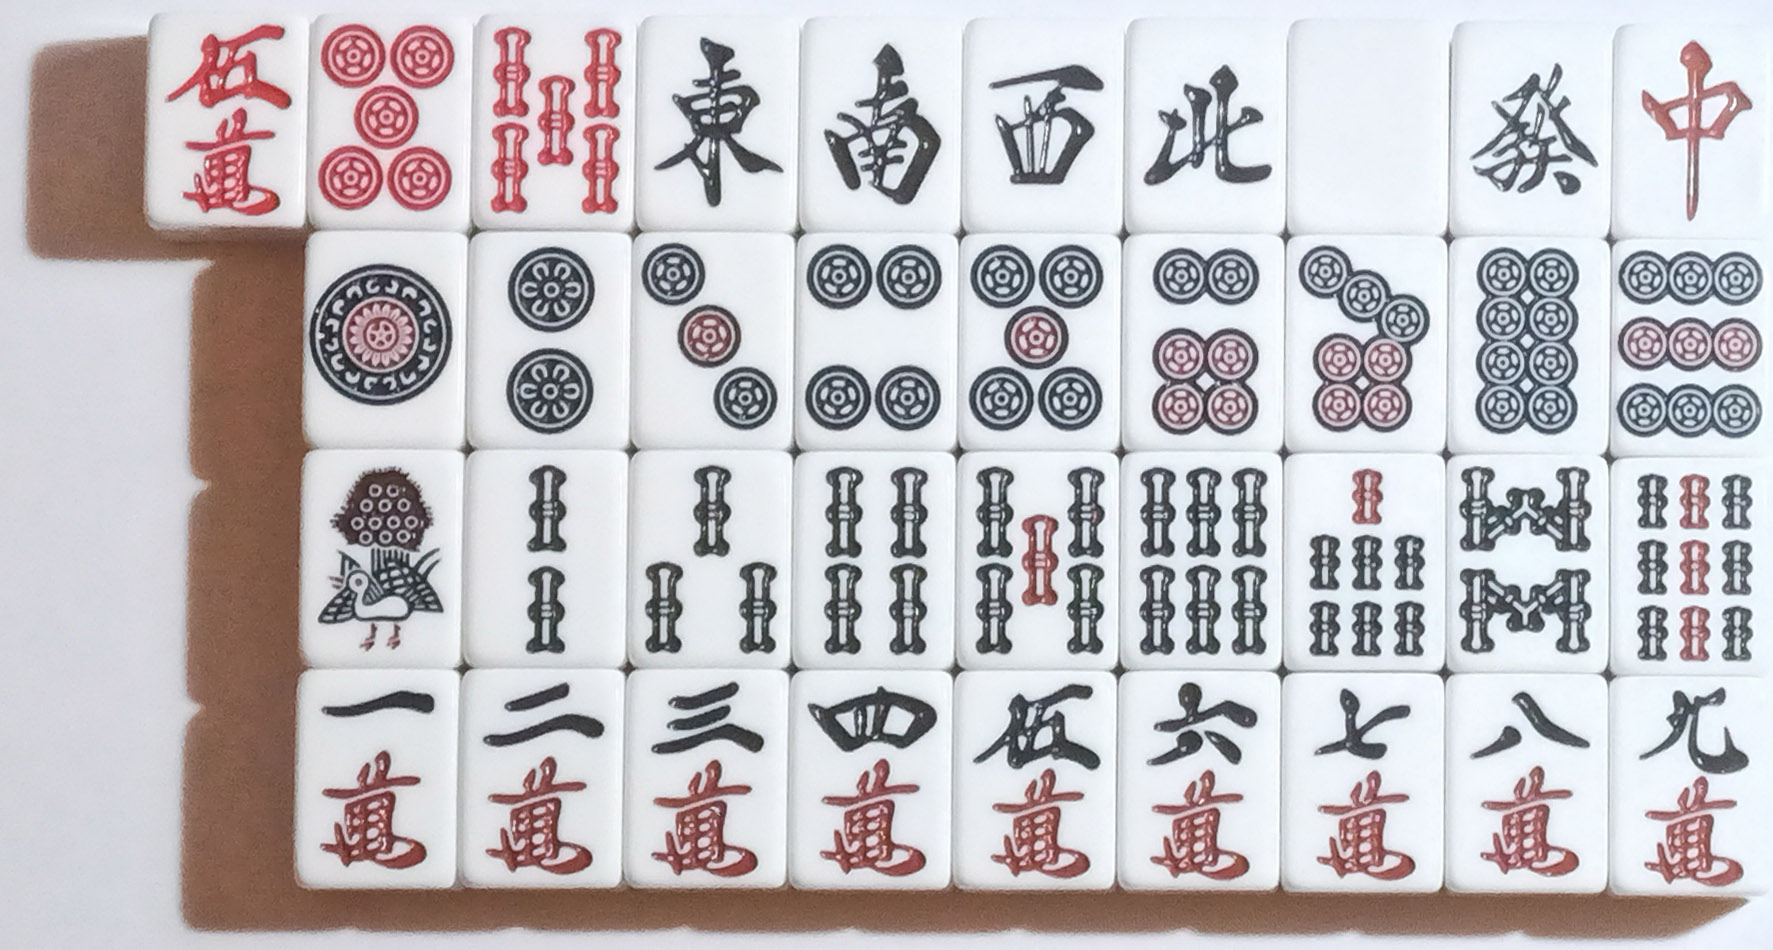 伍萬 東 南 西 北 發 中
一萬 二萬 三萬 四萬 伍萬 六萬 七萬 八萬 九萬